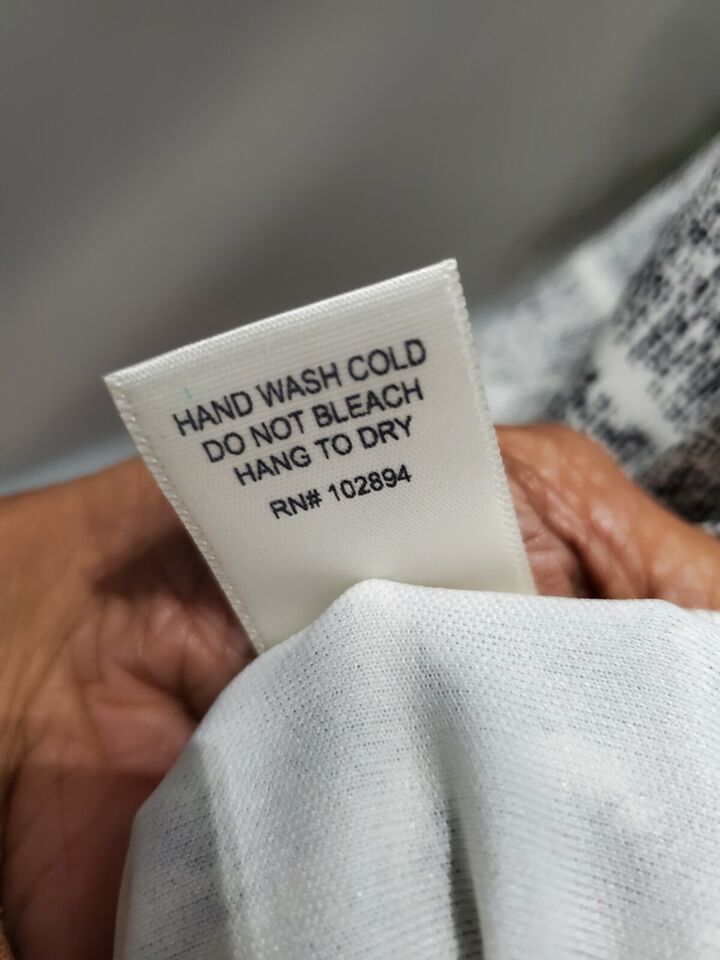 HAND WASH COLD
DO NOT BLEACH
HANG TO DRY
RN# 102894